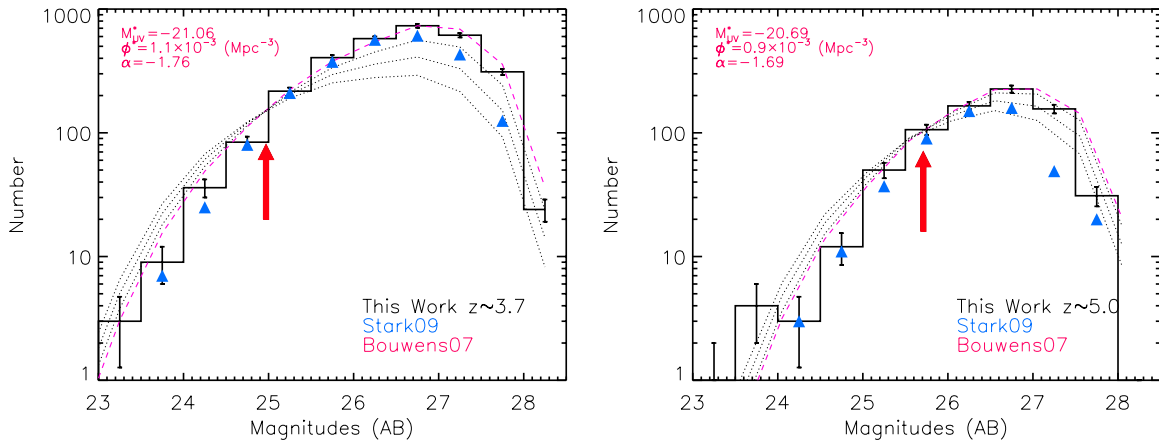 M*uv=−21.06
ϕ*=1.1×10−3 (Mpc−3)
α=−1.76
1000
100
10
1
Number
23 24 25 26 27 28
Magnitudes (AB)
This Work z~3.7
Stark09
Bouwens07
M*uv=−20.69
ϕ*=0.9×10−3 (Mpc−3)
α=−1.69
1000
100
10
1
Number
23 24 25 26 27 28
Magnitudes (AB)
This Work z~5.0
Stark09
Bouwens07